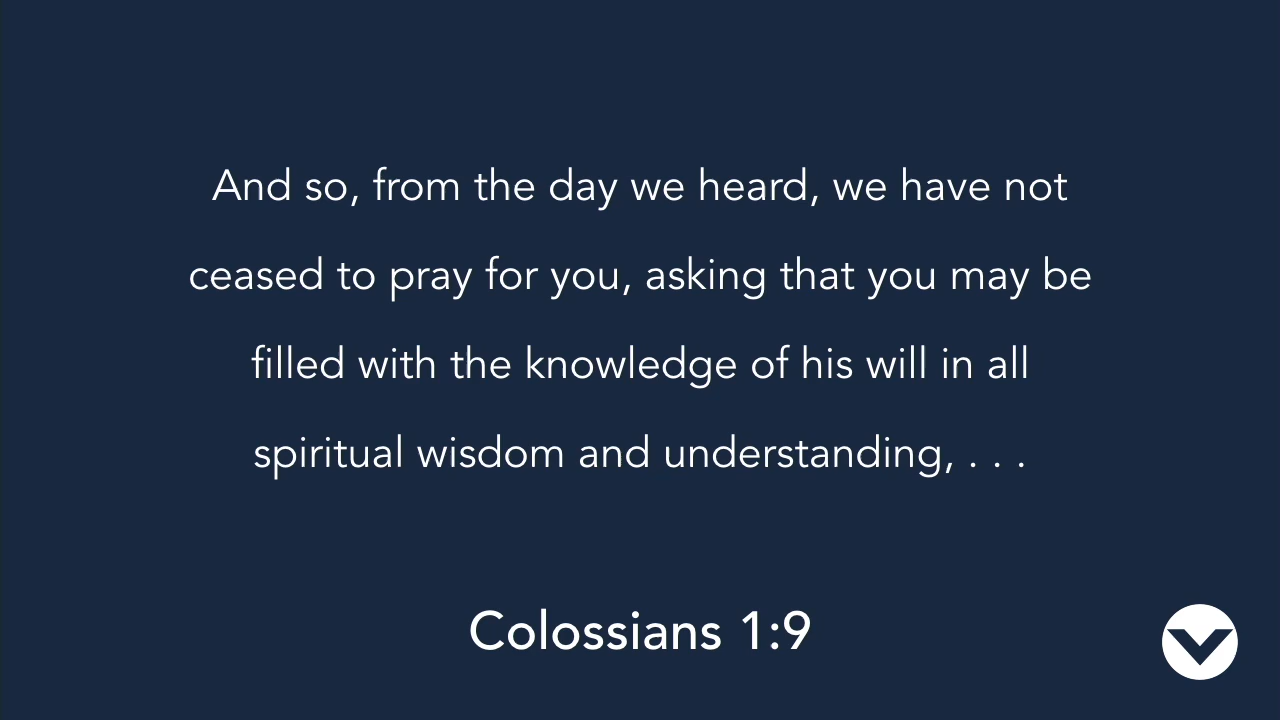 And so, from the day we heard, we have not
ceased to pray for you, asking that you may be
filled with the knowledge of his will in all
spiritual wisdom and understanding, . . .
Colossians 1:9